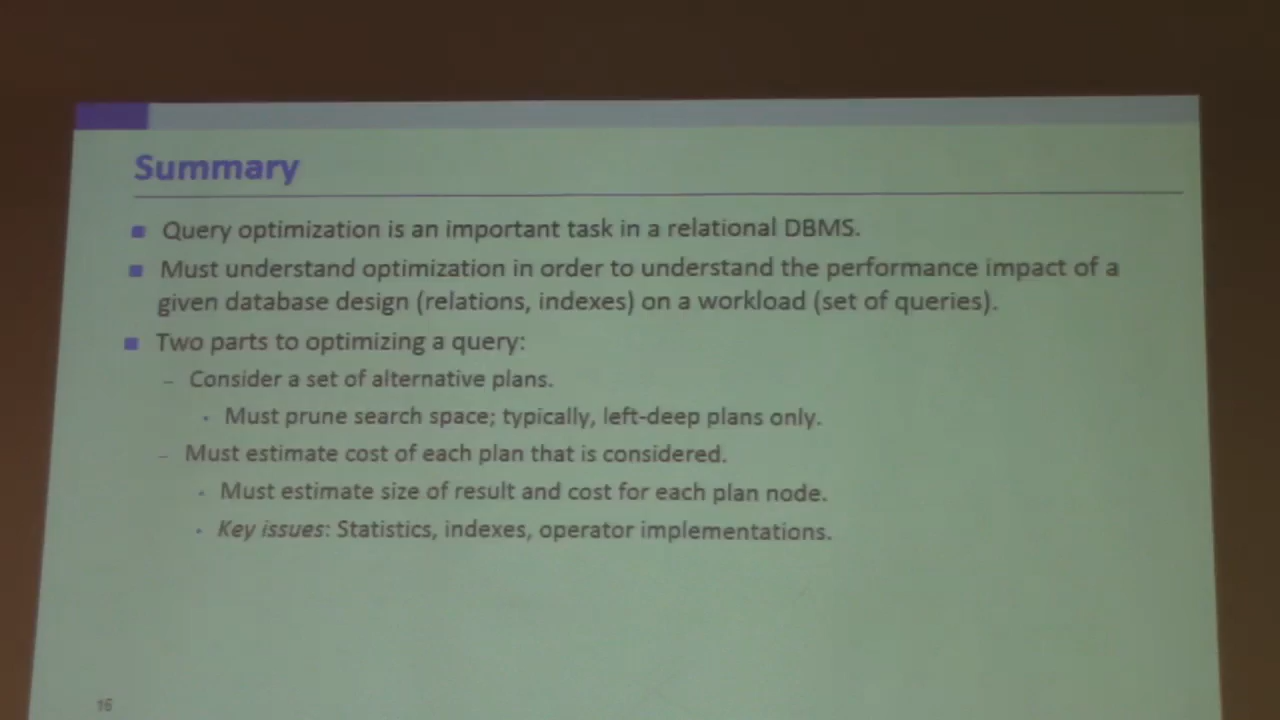 Summary
Query optimization is an important task in a relational DBMS.
Must understand optimization in order to understand the performance impact of a
given database design (relations, indexes) on a workload (set of queries).
Two parts to optimizing a query:
– Consider a set of alternative plans.
· Must prune search space; typically, left-deep plans only.
– Must estimate cost of each plan that is considered.
· Must estimate size of result and cost for each plan node.
· Key issues: Statistics, indexes, operator implementations.
16